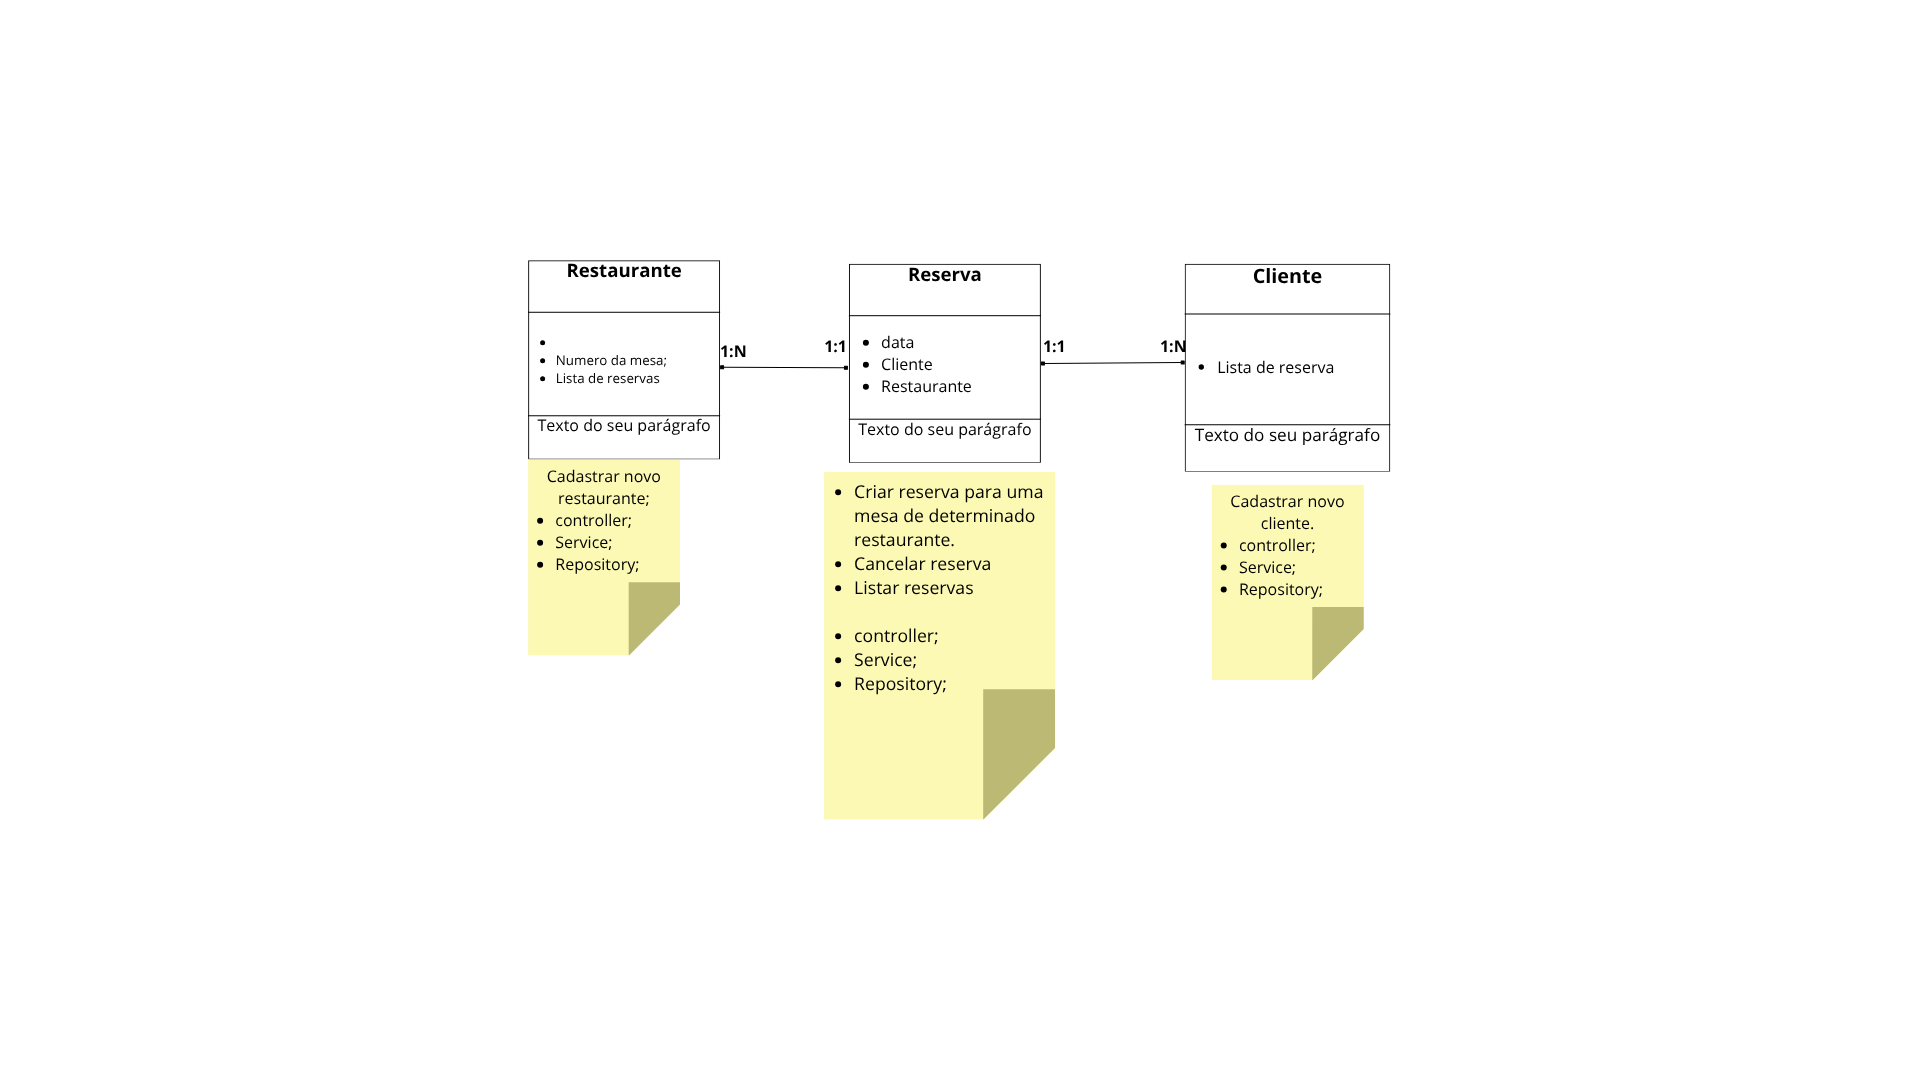 Restaurante
Numero da mesa;
Lista de reservas
Texto do seu parágrafo
1:N
1:1
Reserva
data
Cliente
Restaurante
Texto do seu parágrafo
1:1
1:N
Cliente
Lista de reserva
Texto do seu parágrafo
Cadastrar novo
restaurante;
controller;
Service;
Repository;
Criar reserva para uma
mesa de determinado
restaurante.
Cancelar reserva
Listar reservas
controller;
Service;
Repository;
Cadastrar novo
cliente.
controller;
Service;
Repository;